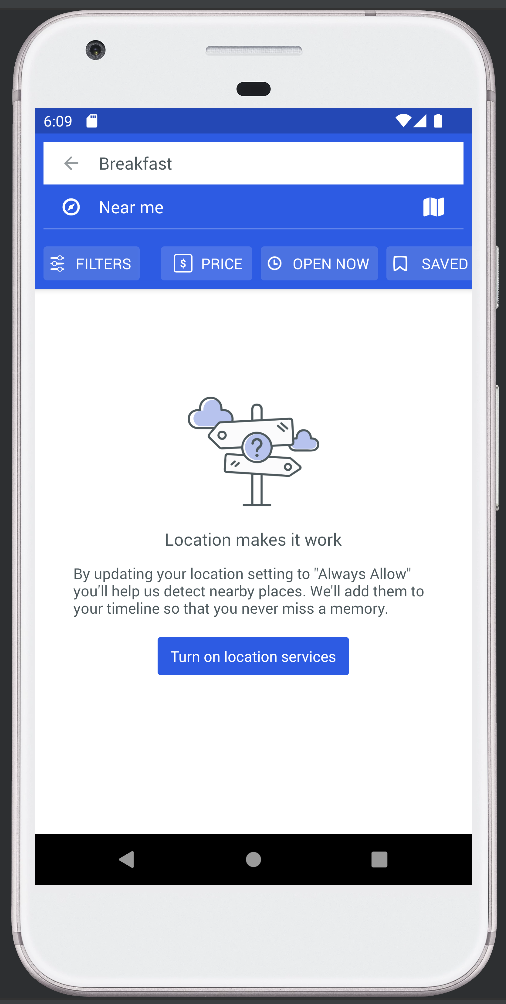 6:09
Breakfast
Near me
FILTERS
$ PRICE
OPEN NOW
SAVED
?
Location makes it work
By updating your location setting to "Always Allow"
you'll help us detect nearby places. We'll add them to
your timeline so that you never miss a memory.
Turn on location services